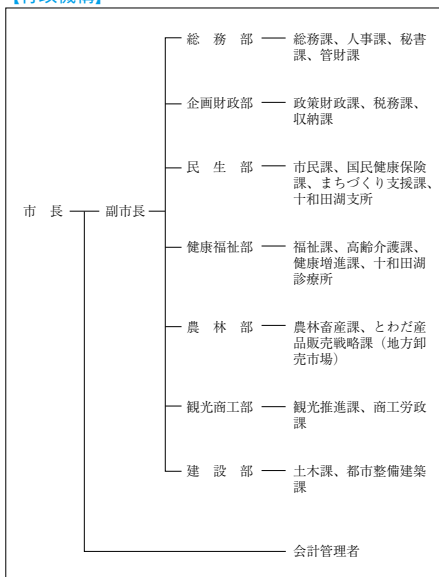 【行政機構】
総務部 総務課、人事課、秘書
課、管財課
企画財政部 政策財政課、税務課、
収納課
民生部 市民課、国民健康保険
課、まちづくり支援課、
十和田湖支所
市長 副市長
健康福祉部 福祉課、高齢介護課、
健康増進課、十和田湖
診療所
農林部 農林畜産課、とわだ産
品販売戦略課（地方卸
売市場）
観光商工部 観光推進課、商工労政
課
建設部 土木課、都市整備建築
課
会計管理者